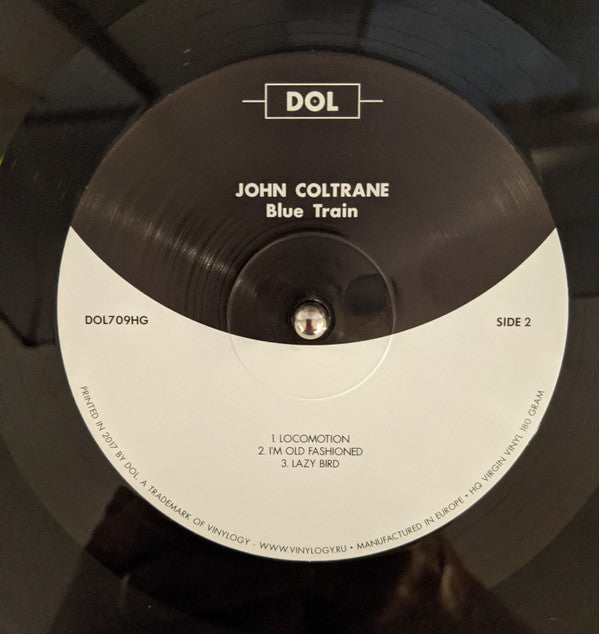 DOL
JOHN COLTRANE
Blue Train
DOL709HG
SIDE 2
1. LOCOMOTION
2. I'M OLD FASHIONED
3. LAZY BIRD
PRINTED IN 2017 BY DOL, A TRADEMARK OF VINYLOGY · WWW.VINYLOGY.RU • MANUFACTURED IN EUROPE • HQ VIRGIN VINYL 180 GRAM